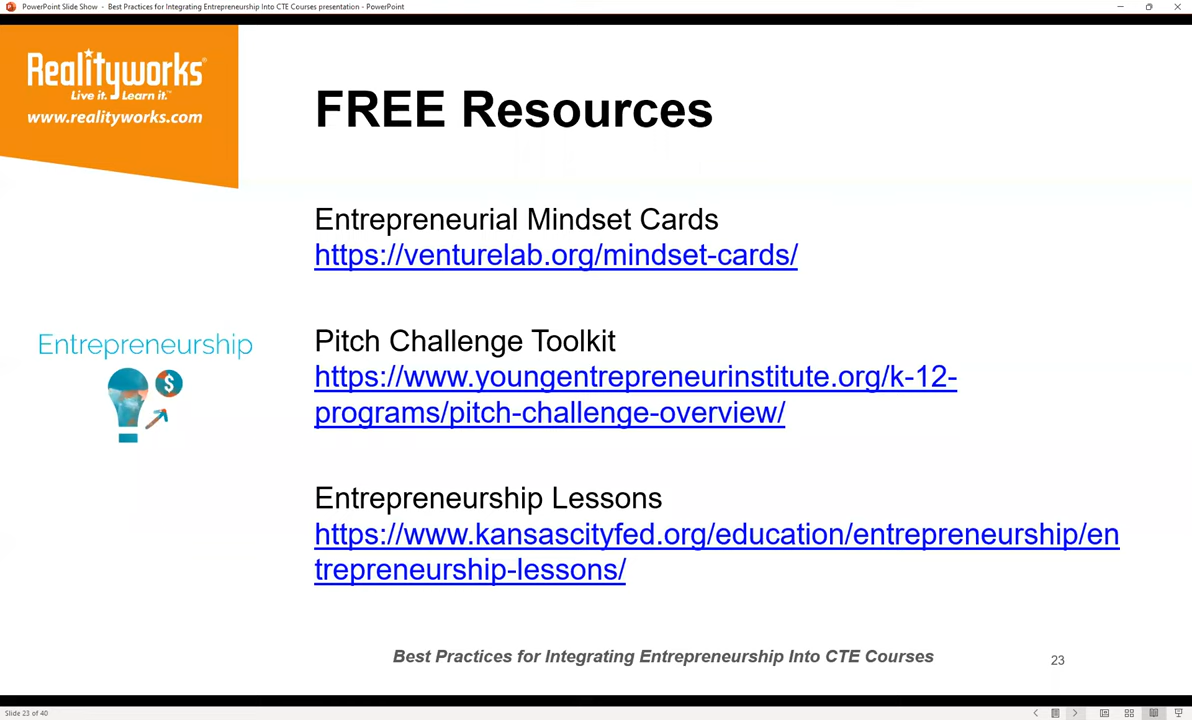 PowerPoint Slide Show - Best Practices for Integrating Entrepreneurship Into CTE Courses presentation - PowerPoint
Realityworks®
Live it. Learn it.™
www.realityworks.com
FREE Resources
Entrepreneurial Mindset Cards
https://venturelab.org/mindset-cards/
Entrepreneurship
$
Pitch Challenge Toolkit
https://www.youngentrepreneurinstitute.org/k-12-
programs/pitch-challenge-overview/
Entrepreneurship Lessons
https://www.kansascityfed.org/education/entrepreneurship/en
trepreneurship-lessons/
Best Practices for Integrating Entrepreneurship Into CTE Courses
23
Slide 23 of 40